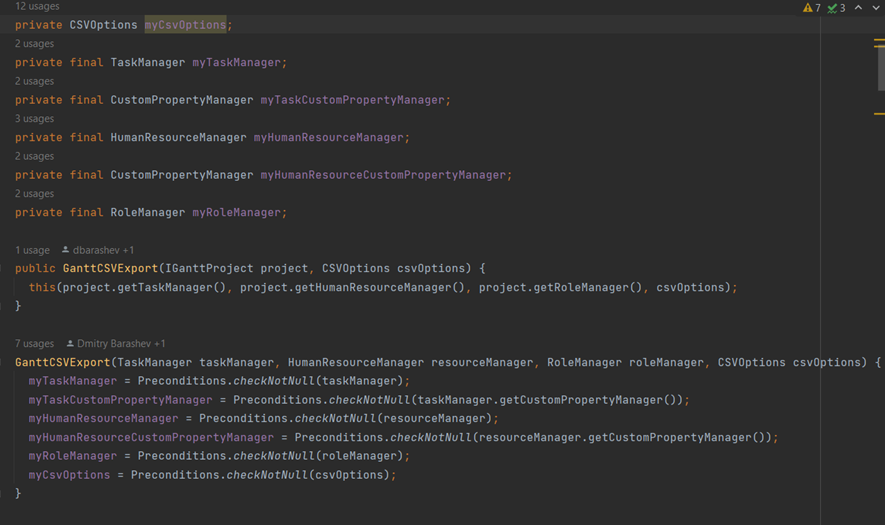 12 usages
7 3
private CSVOptions myCsvOptions;
2 usages
private final TaskManager myTaskManager;
2 usages
private final CustomPropertyManager myTaskCustomPropertyManager;
3 usages
private final HumanResourceManager myHumanResourceManager;
2 usages
private final CustomPropertyManager myHumanResourceCustomPropertyManager;
2 usages
private final RoleManager myRoleManager;
1 usage dbarashev +1
public GanttCSVExport(IGanttProject project, CSVOptions csvOptions) {
this(project.getTaskManager(), project.getHumanResourceManager(), project.getRoleManager(), csvOptions);
}
7 usages Dmitry Barashev +1
GanttCSVExport(TaskManager taskManager, HumanResourceManager resourceManager, RoleManager roleManager, CSVOptions csvOptions) {
myTaskManager = Preconditions.checkNotNull(taskManager);
myTaskCustomPropertyManager = Preconditions.checkNotNull(taskManager.getCustomPropertyManager());
myHumanResourceManager = Preconditions.checkNotNull(resourceManager);
myHumanResourceCustomPropertyManager = Preconditions.checkNotNull(resourceManager.getCustomPropertyManager());
myRoleManager = Preconditions.checkNotNull(roleManager);
myCsvOptions = Preconditions.checkNotNull(csvOptions);
}